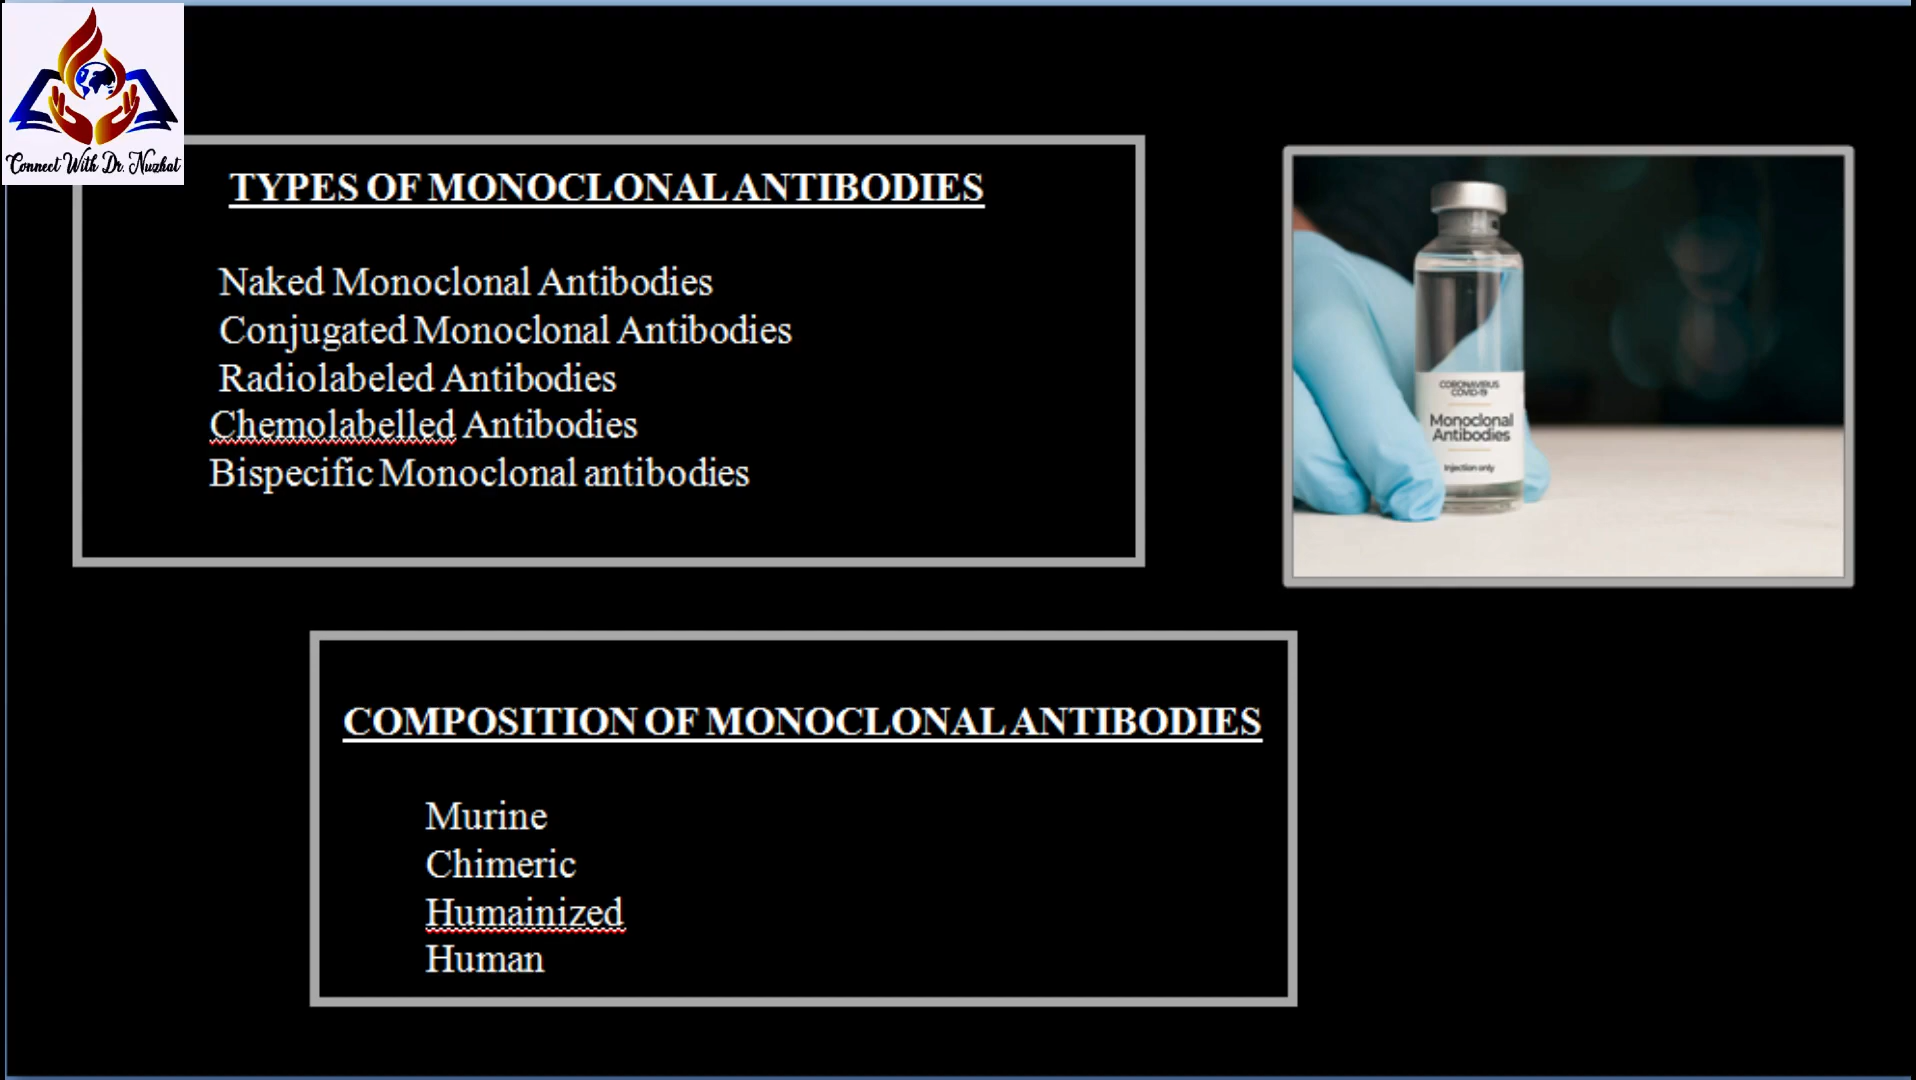 Connect With Dr. Nuzhat
TYPES OF MONOCLONAL ANTIBODIES
Naked Monoclonal Antibodies
Conjugated Monoclonal Antibodies
Radiolabeled Antibodies
Chemolabelled Antibodies
Bispecific Monoclonal antibodies
CORONAVIRUS
COVID-19
Monoclonal
Antibodies
Injection only
COMPOSITION OF MONOCLONAL ANTIBODIES
Murine
Chimeric
Humainized
Human